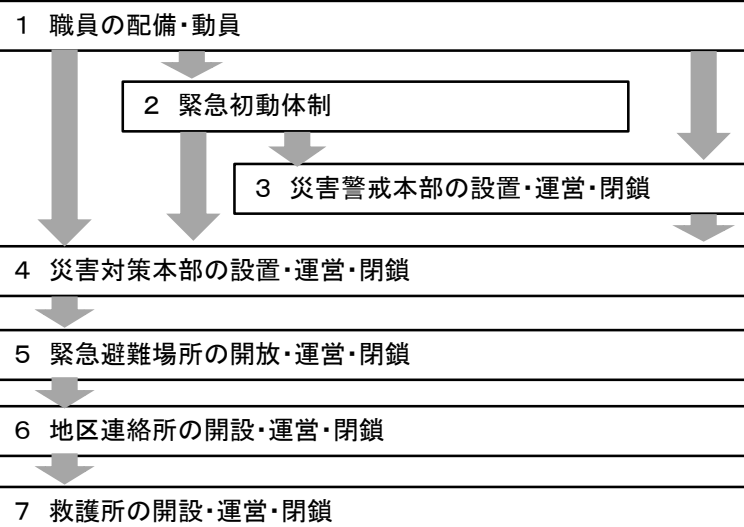 １ 職員の配備・動員
２ 緊急初動体制
３ 災害警戒本部の設置・運営・閉鎖
４ 災害対策本部の設置・運営・閉鎖
５ 緊急避難場所の開放・運営・閉鎖
６ 地区連絡所の開設・運営・閉鎖
７ 救護所の開設・運営・閉鎖